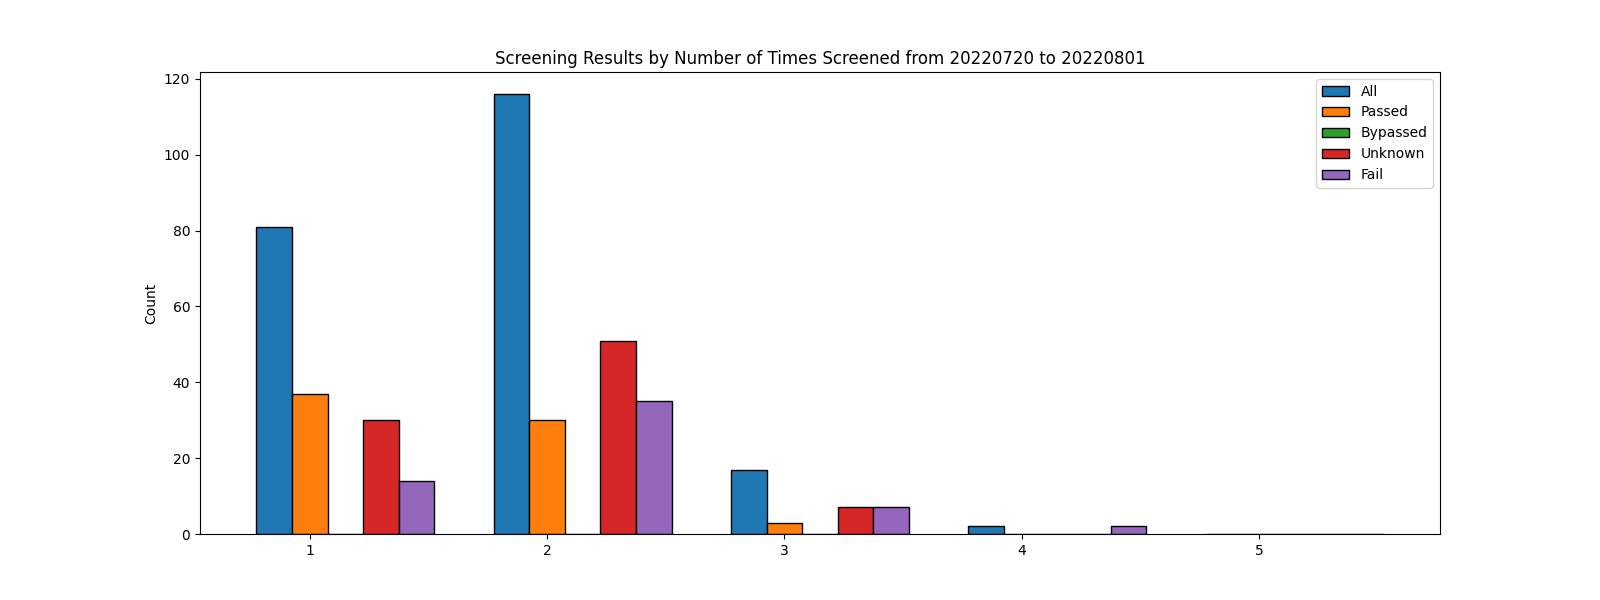 Screening Results by Number of Times Screened from 20220720 to 20220801
120
100
80
60
40
20
0
Count
All
Passed
Bypassed
Unknown
Fail
1 2 3 4 5